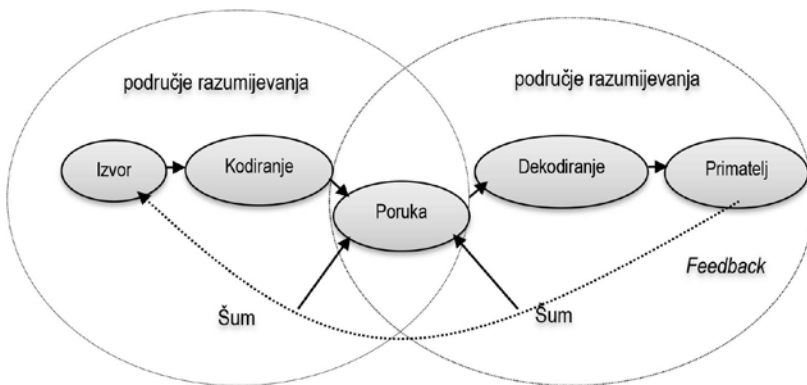 područje razumijevanja
područje razumijevanja
Izvor
Kodiranje
Poruka
Dekodiranje
Primatelj
Feedback
Šum
Šum